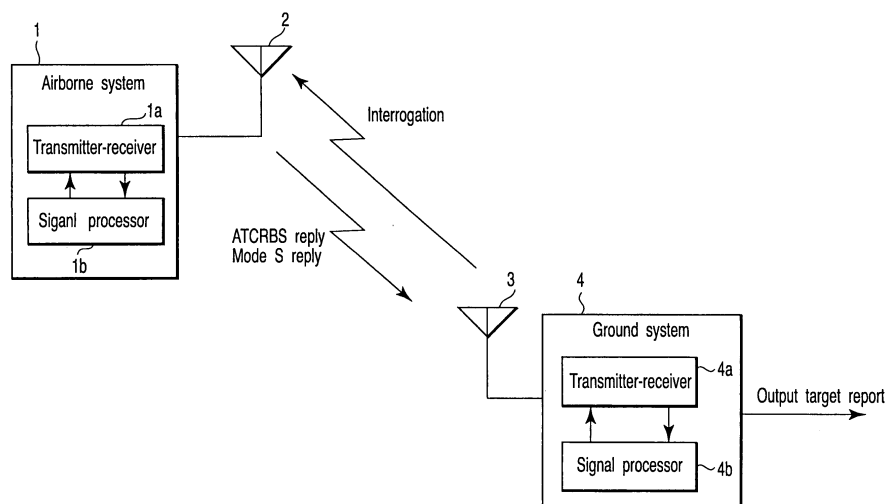 1
2
Airborne system
1a
Transmitter-receiver
Siganl processor
1b
Interrogation
ATCRBS reply
Mode S reply
3
4
Ground system
Transmitter-receiver
4a
Signal processor
4b
Output target report